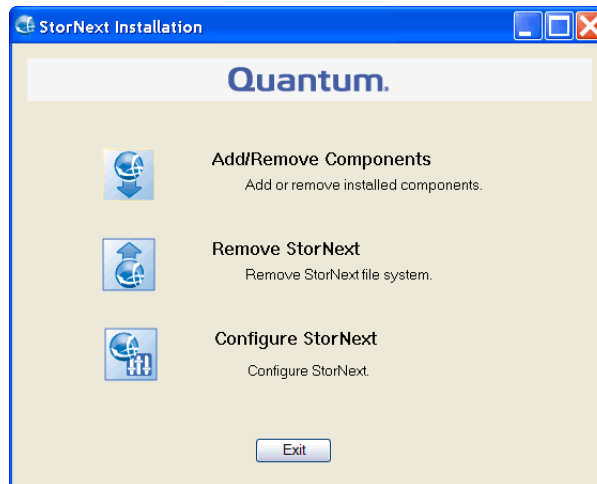 StorNext Installation
Quantum.
Add/Remove Components
Add or remove installed components.
Remove StorNext
Remove StorNext file system.
Configure StorNext
Configure StorNext.
Exit